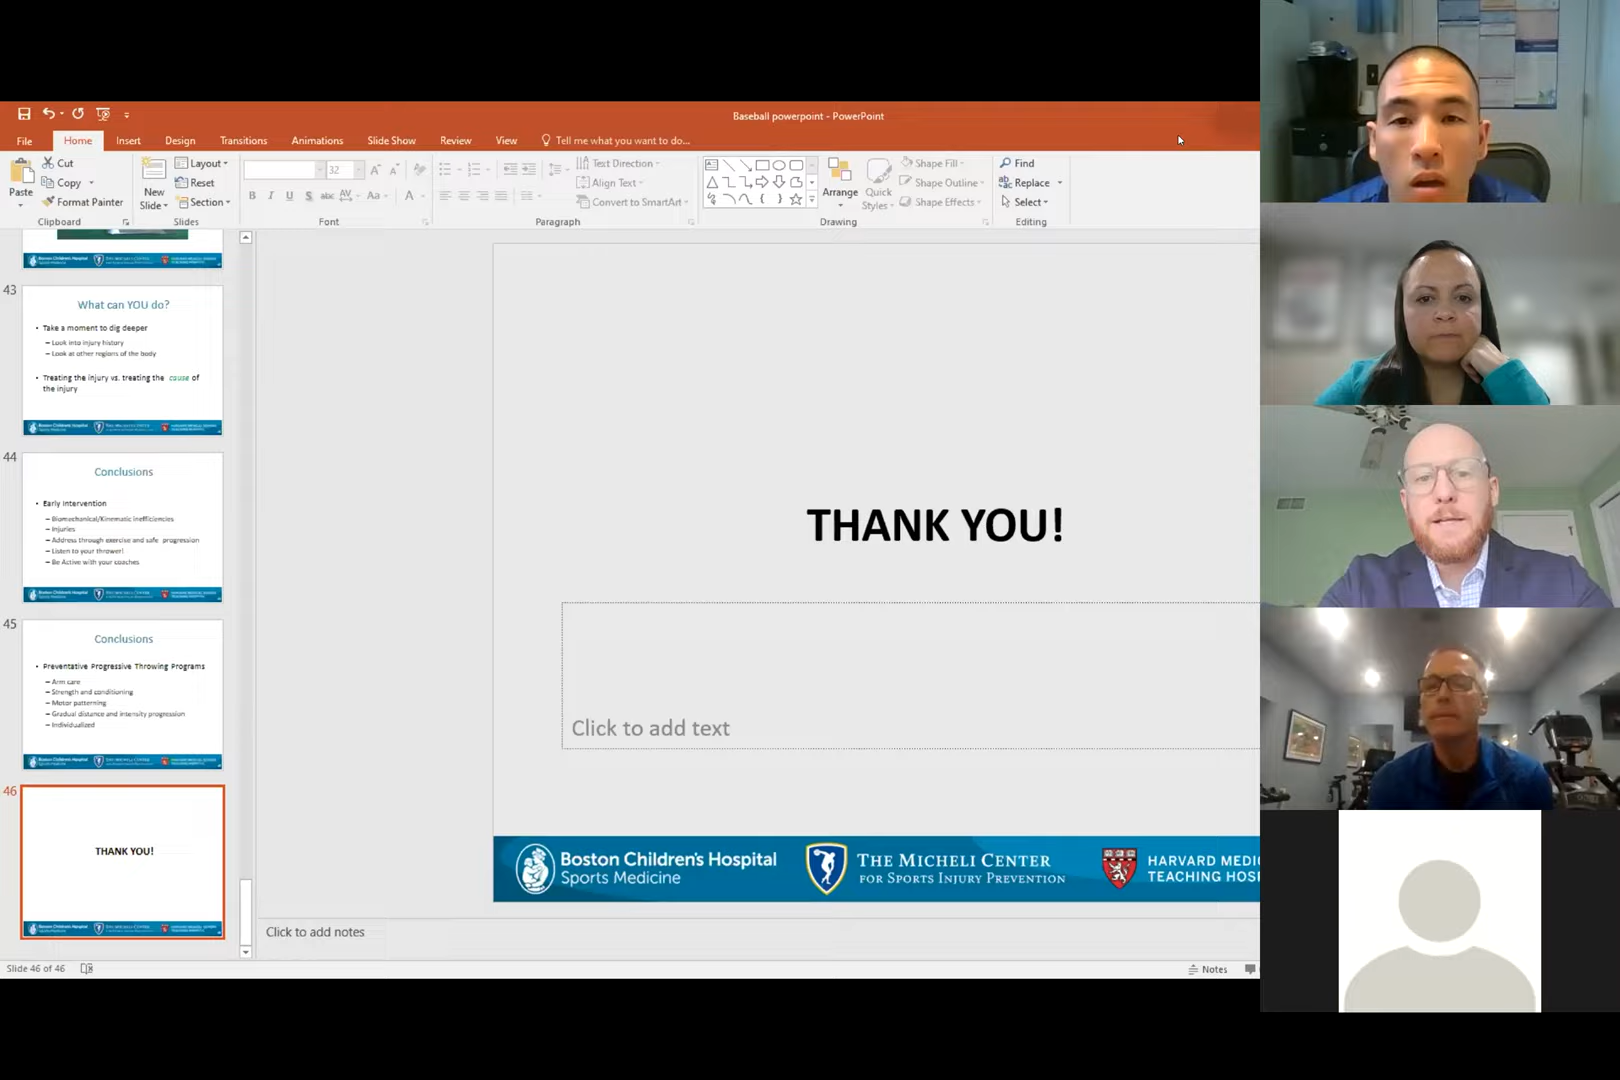 Baseball powerpoint - PowerPoint
File Home Insert Design Transitions Animations Slide Show Review View Tell me what you want to do...
Paste
Cut
Copy
Format Painter
Clipboard
New Slide
Layout
Reset
Section
Slides
32
B I U S abc AV Aa A
Font
Text Direction
Align Text
Convert to SmartArt
Paragraph
Arrange
Quick Styles
Shape Fill
Shape Outline
Shape Effects
Drawing
Find
Replace
Select
Editing
43
What can YOU do?
• Take a moment to dig deeper
– Look into injury history
– Look at other regions of the body
• Treating the injury vs. treating the cause of
the injury
44
Conclusions
• Early Intervention
– Biomechanical/Kinematic inefficiencies
– Injuries
– Address through exercise and safe progression
– Listen to your thrower!
– Be Active with your coaches
45
Conclusions
• Preventative Progressive Throwing Programs
– Arm care
– Strength and conditioning
– Motor patterning
– Gradual distance and intensity progression
– Individualized
46
THANK YOU!
THANK YOU!
Click to add text
Boston Children's Hospital
Sports Medicine
THE MICHELI CENTER
FOR SPORTS INJURY PREVENTION
HARVARD MEDIC
TEACHING HOS
Click to add notes
Slide 46 of 46
Notes